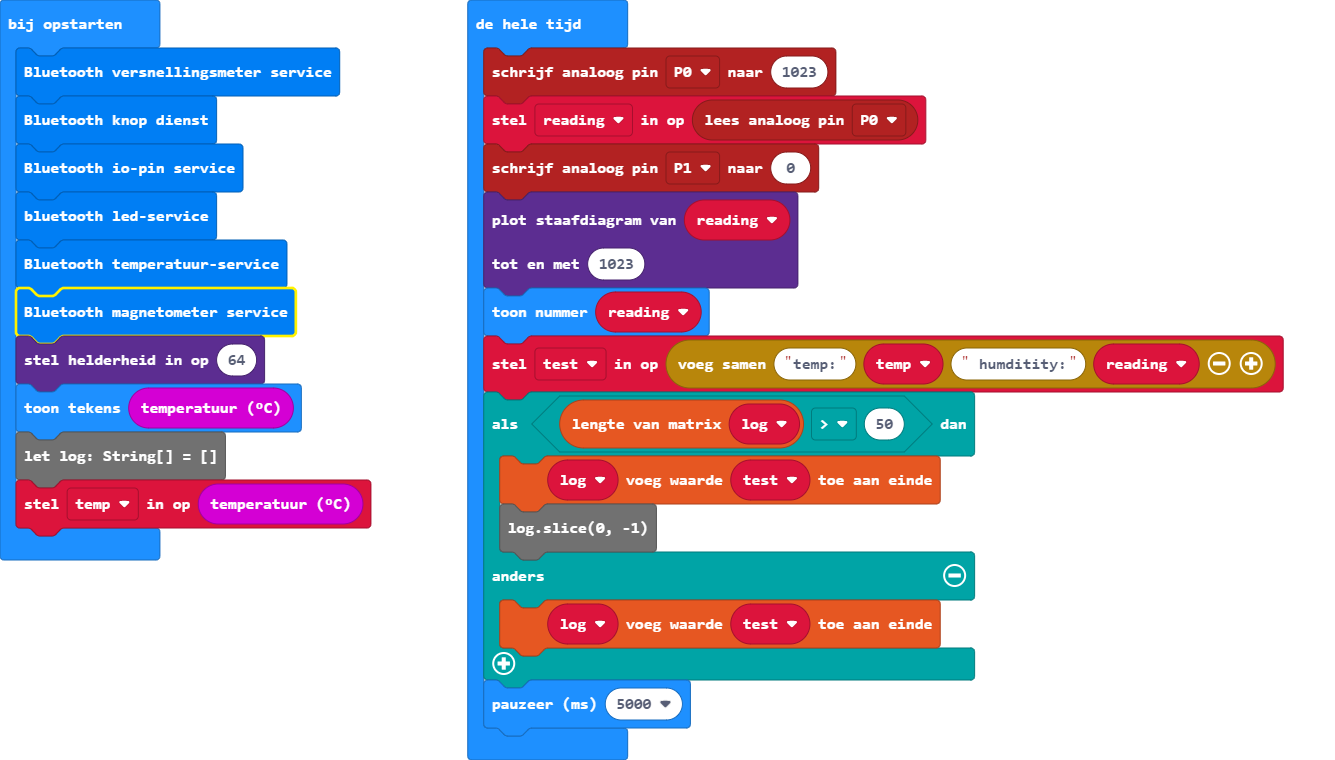 bij opstarten
Bluetooth versnellingsmeter service
Bluetooth knop dienst
Bluetooth io-pin service
bluetooth led-service
Bluetooth temperatuur-service
Bluetooth magnetometer service
stel helderheid in op 64
toon tekens temperatuur (ºC)
let log: String[] = []
stel temp in op temperatuur (ºC)
de hele tijd
schrijf analoog pin P0 naar 1023
stel reading in op lees analoog pin P0
schrijf analoog pin P1 naar 0
plot staafdiagram van reading
tot en met 1023
toon nummer reading
stel test in op voeg samen "temp:" temp " humditity:" reading
als lengte van matrix log > 50 dan
log voeg waarde test toe aan einde
log.slice(0, -1)
anders
log voeg waarde test toe aan einde
pauzeer (ms) 5000